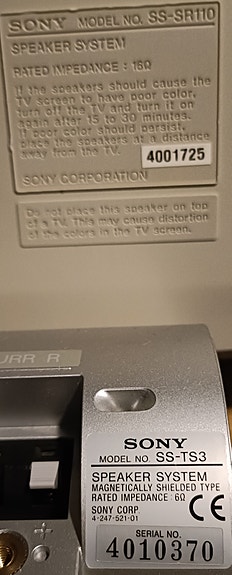 SONY MODEL NO. SS-SR110
SPEAKER SYSTEM
RATED IMPEDANCE : 16Ω
If the speakers should cause the
TV screen to have poor color,
turn off the TV and turn it on
again after 15 to 30 minutes.
If poor color should persist,
place the speakers at a distance
away from the TV.
4001725
SONY CORPORATION
Do not place this speaker on top
of a TV. This may cause distortion
of the colors in the TV screen.
URR R
SONY
MODEL NO. SS-TS3
SPEAKER SYSTEM
MAGNETICALLY SHIELDED TYPE
RATED IMPEDANCE : 6Ω
SONY CORP.
CE
4-247-521-01
SERIAL NO.
4010370
+